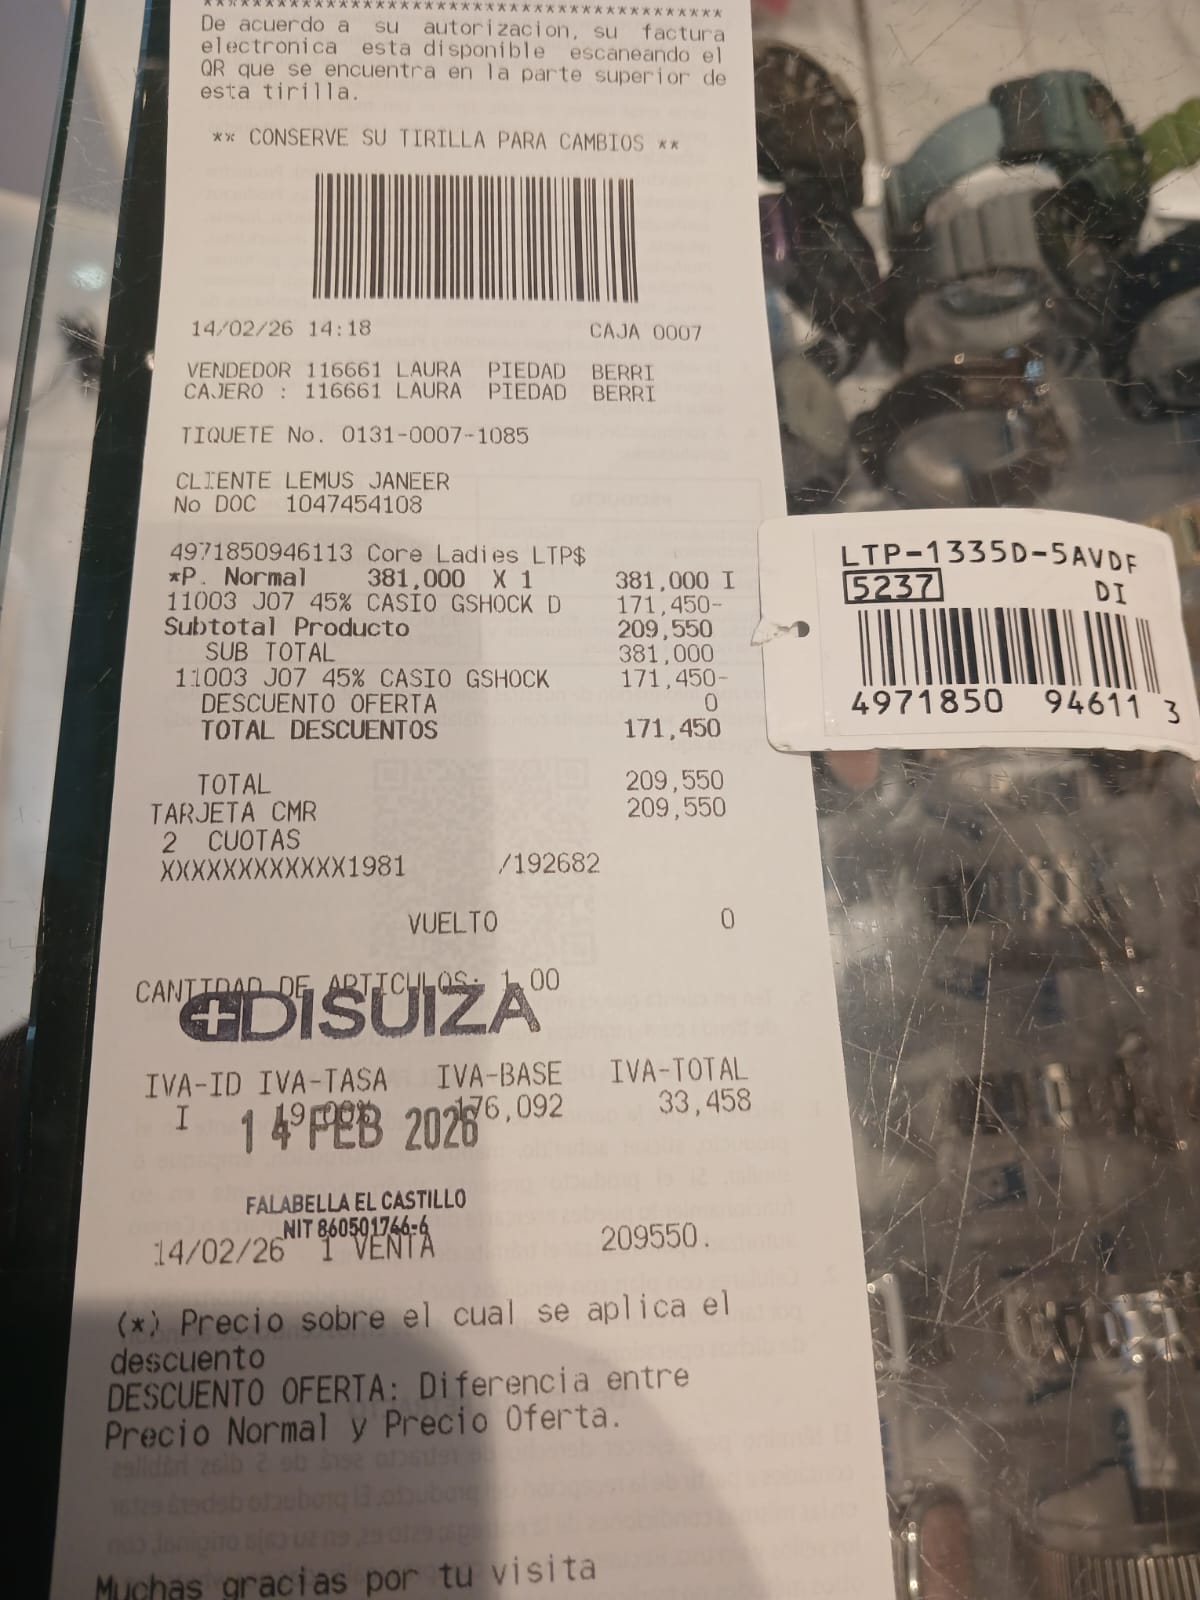 ****************************************
De acuerdo a su autorizacion, su factura
electronica esta disponible escaneando el
QR que se encuentra en la parte superior de
esta tirilla.
** CONSERVE SU TIRILLA PARA CAMBIOS **
14/02/26 14:18 CAJA 0007
VENDEDOR 116661 LAURA PIEDAD BERRI
CAJERO : 116661 LAURA PIEDAD BERRI
TIQUETE No. 0131-0007-1085
CLIENTE LEMUS JANEER
No DOC 1047454108
4971850946113 Core Ladies LTP$
*P. Normal 381,000 X 1 381,000 I
11003 J07 45% CASIO GSHOCK D 171,450-
Subtotal Producto 209,550
SUB TOTAL 381,000
11003 J07 45% CASIO GSHOCK 171,450-
DESCUENTO OFERTA 0
TOTAL DESCUENTOS 171,450
TOTAL 209,550
TARJETA CMR 209,550
2 CUOTAS
XXXXXXXXXXXX1981 /192682
VUELTO 0
CANTIDAD DE ARTICULOS: 1.00
DISUIZA
IVA-ID IVA-TASA IVA-BASE IVA-TOTAL
I 19.00% 176,092 33,458
14 FEB 2026
FALABELLA EL CASTILLO
NIT 860501766-6
14/02/26 1 VENTA 209550.
(*) Precio sobre el cual se aplica el
descuento
DESCUENTO OFERTA: Diferencia entre
Precio Normal y Precio Oferta.
Muchas gracias por tu visita
LTP-1335D-5AVDF
5237 DI
4971850 94611 3